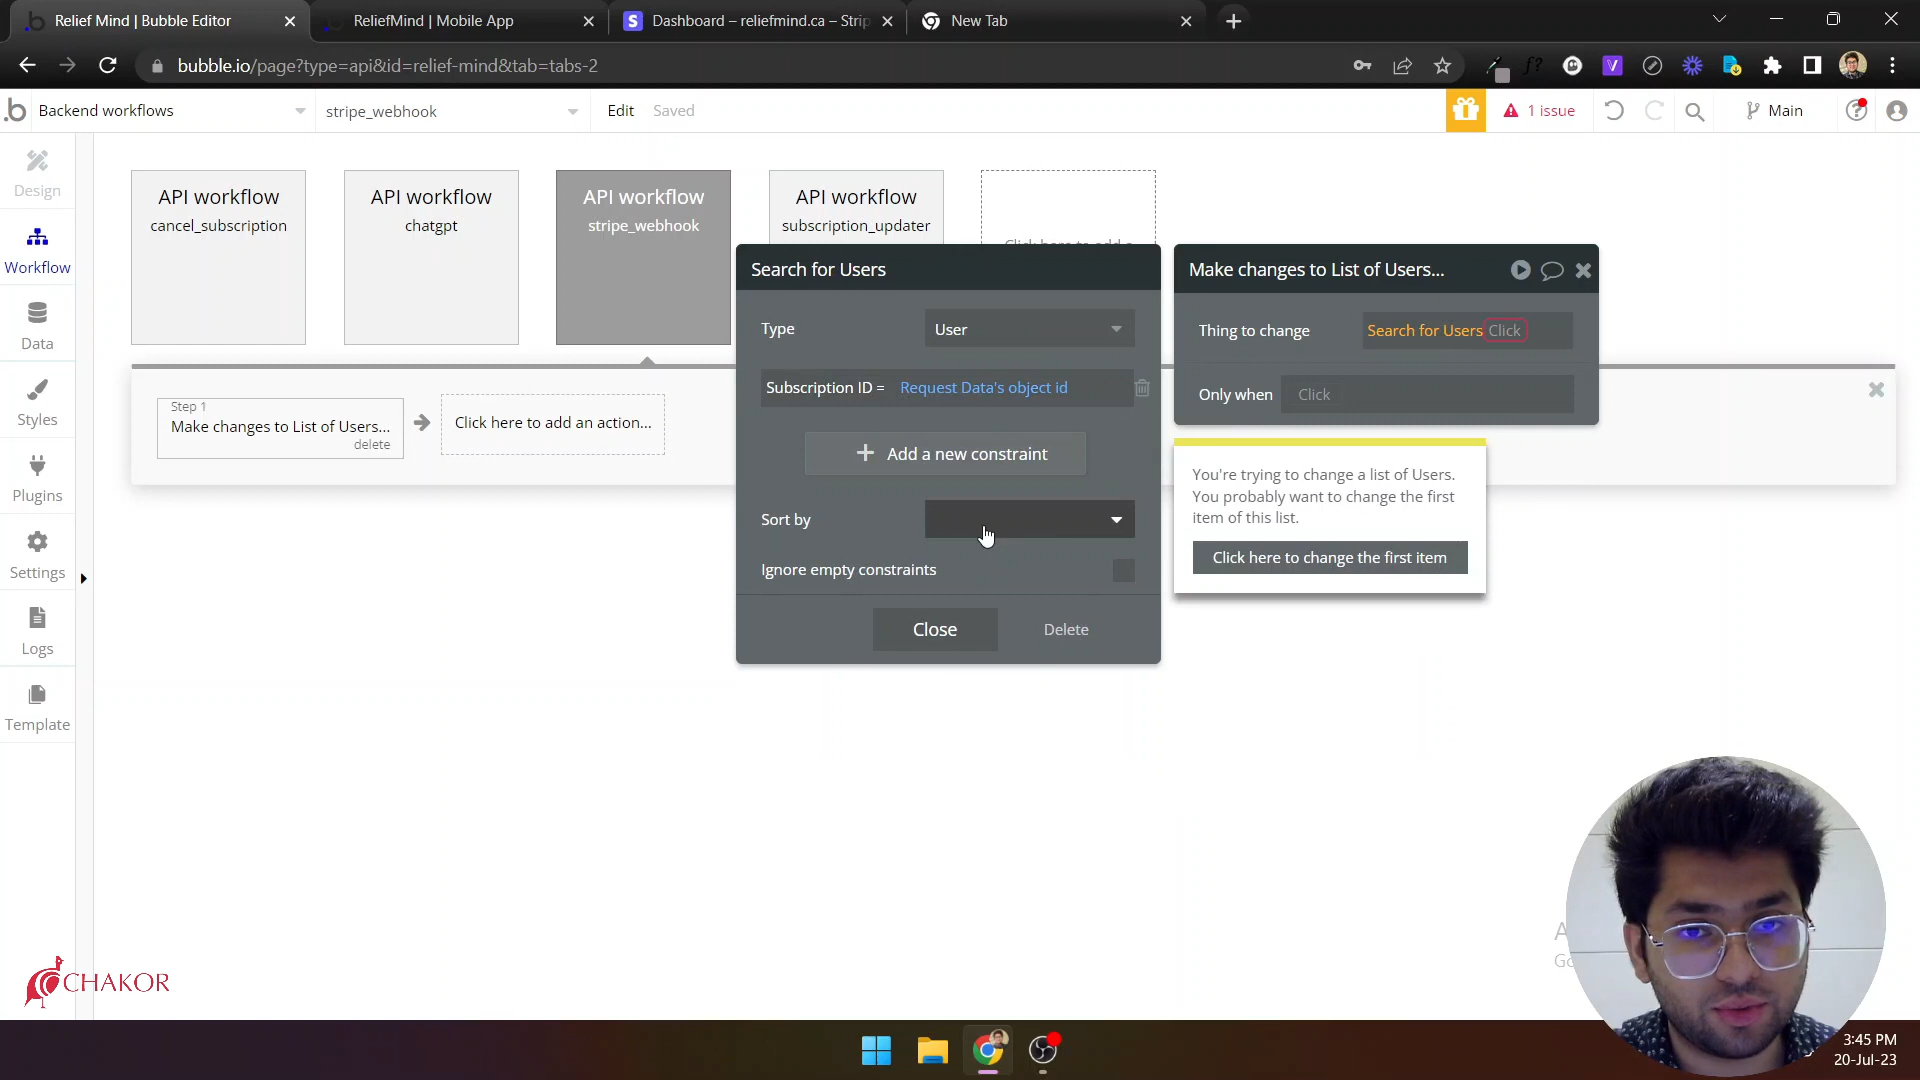 Relief Mind | Bubble Editor
ReliefMind | Mobile App
Dashboard – reliefmind.ca – Strip
New Tab
bubble.io/page?type=api&id=relief-mind&tab=tabs-2
Backend workflows
stripe_webhook
Edit
Saved
1 issue
Main
Design
Workflow
Data
Styles
Plugins
Settings
Logs
Template
API workflow
cancel_subscription
API workflow
chatgpt
API workflow
stripe_webhook
API workflow
subscription_updater
Step 1
Make changes to List of Users...
delete
Click here to add an action...
Search for Users
Type
User
Subscription ID =
Request Data's object id
Add a new constraint
Sort by
Ignore empty constraints
Close
Delete
Make changes to List of Users...
Thing to change
Search for Users
Click
Only when
Click
You're trying to change a list of Users.
You probably want to change the first
item of this list.
Click here to change the first item
CHAKOR
3:45 PM
20-Jul-23